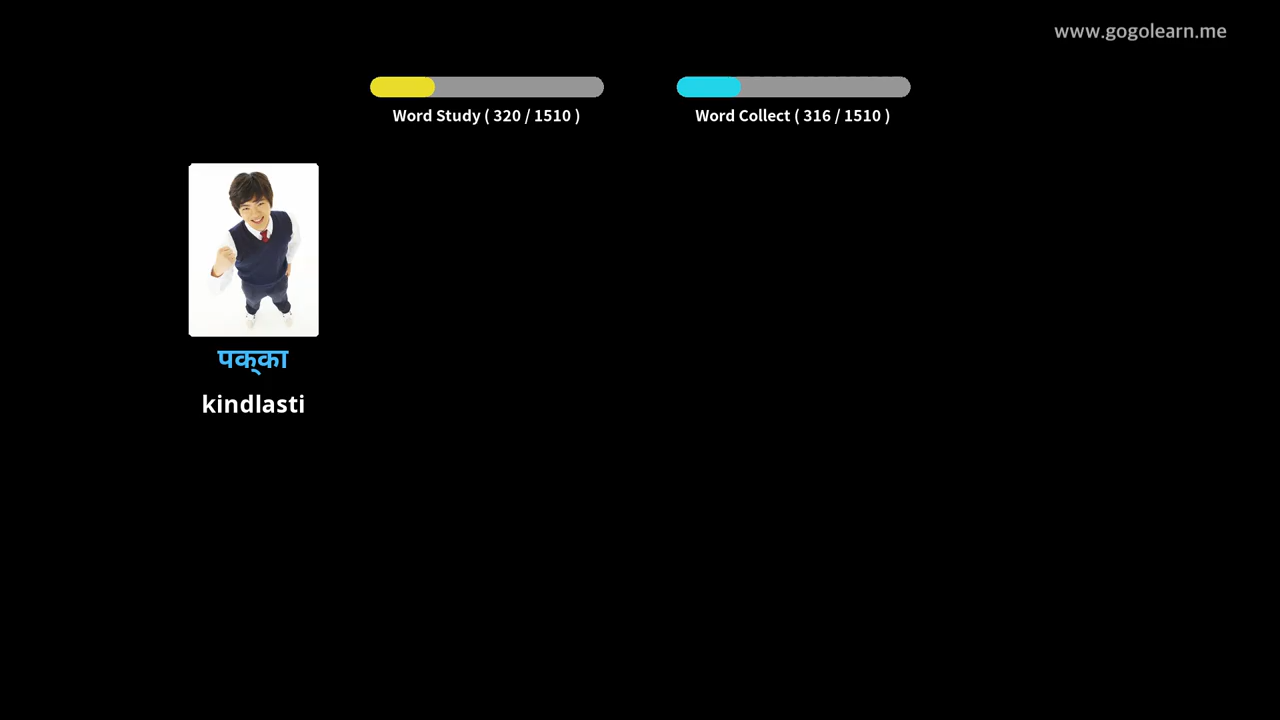 www.gogolearn.me
Word Study ( 320 / 1510 )
Word Collect ( 316 / 1510 )
पक्का
kindlasti